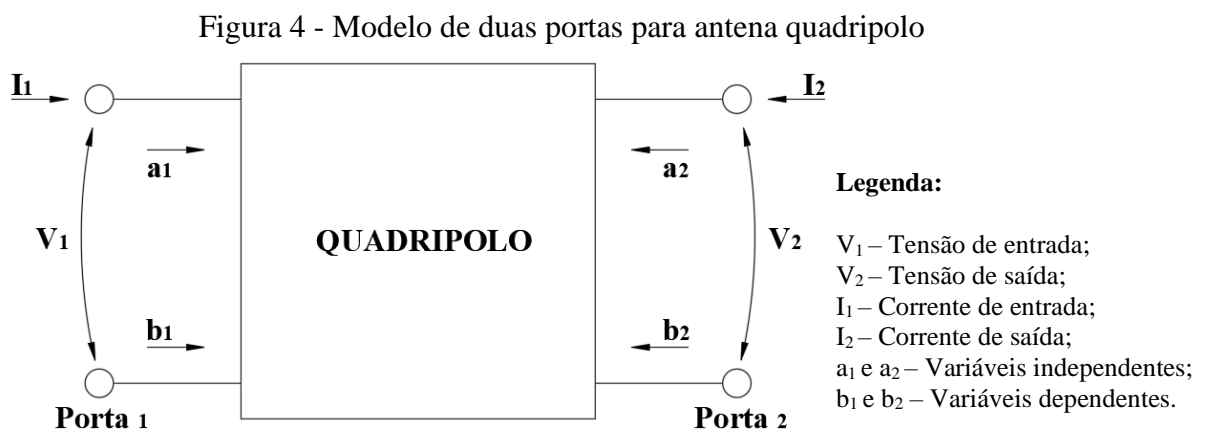 Figura 4 - Modelo de duas portas para antena quadripolo
I1
I2
a1
a2
Legenda:
V1
QUADRIPOLO
V2
V1 – Tensão de entrada;
V2 – Tensão de saída;
I1 – Corrente de entrada;
I2 – Corrente de saída;
a1 e a2 – Variáveis independentes;
b1 e b2 – Variáveis dependentes.
b1
b2
Porta 1
Porta 2